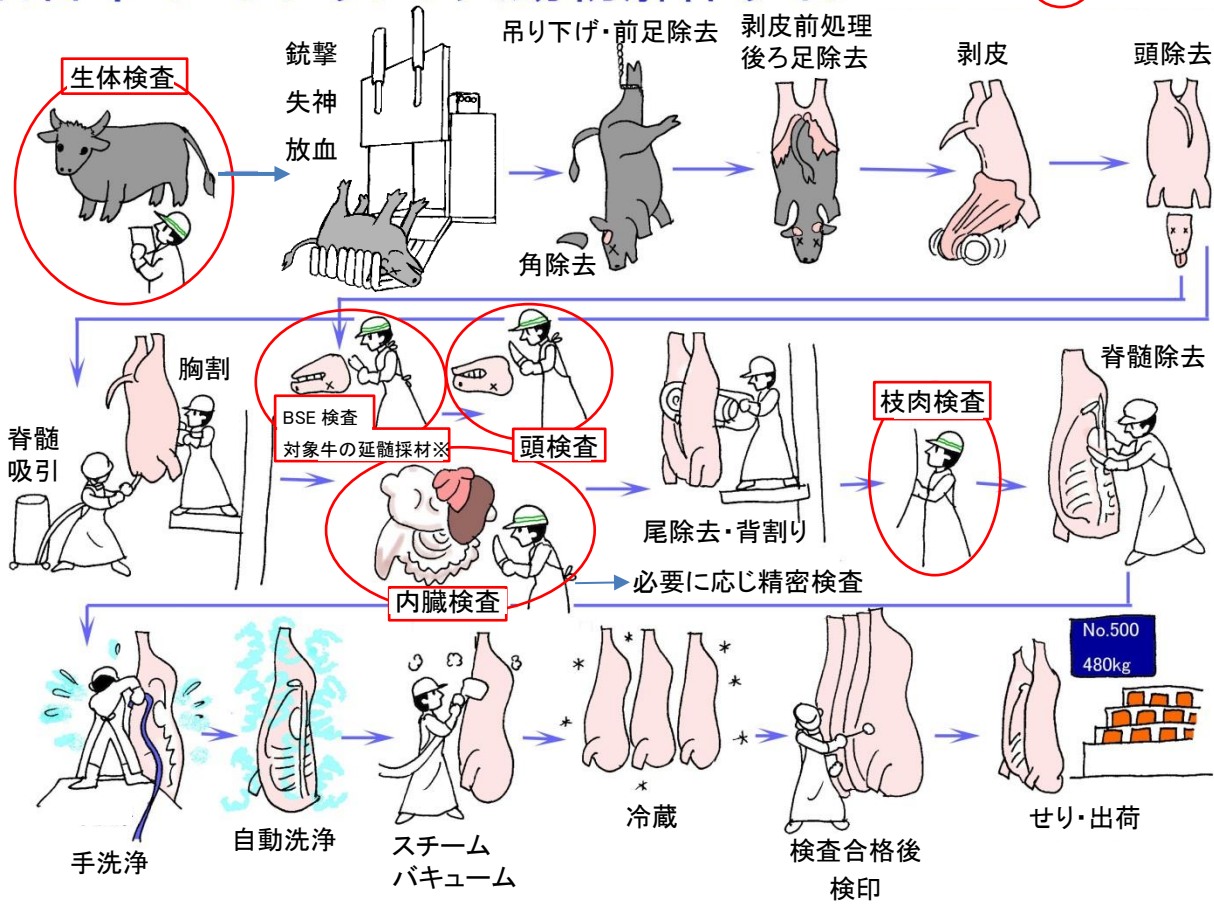 生体検査
銃撃
失神
放血
吊り下げ・前足除去
角除去
剥皮前処理
後ろ足除去
剥皮
頭除去
脊髄
吸引
胸割
BSE 検査
対象牛の延髄採材※
頭検査
内臓検査
必要に応じ精密検査
尾除去・背割り
枝肉検査
脊髄除去
手洗浄
自動洗浄
スチーム
バキューム
冷蔵
検査合格後
検印
No.500
480kg
せり・出荷